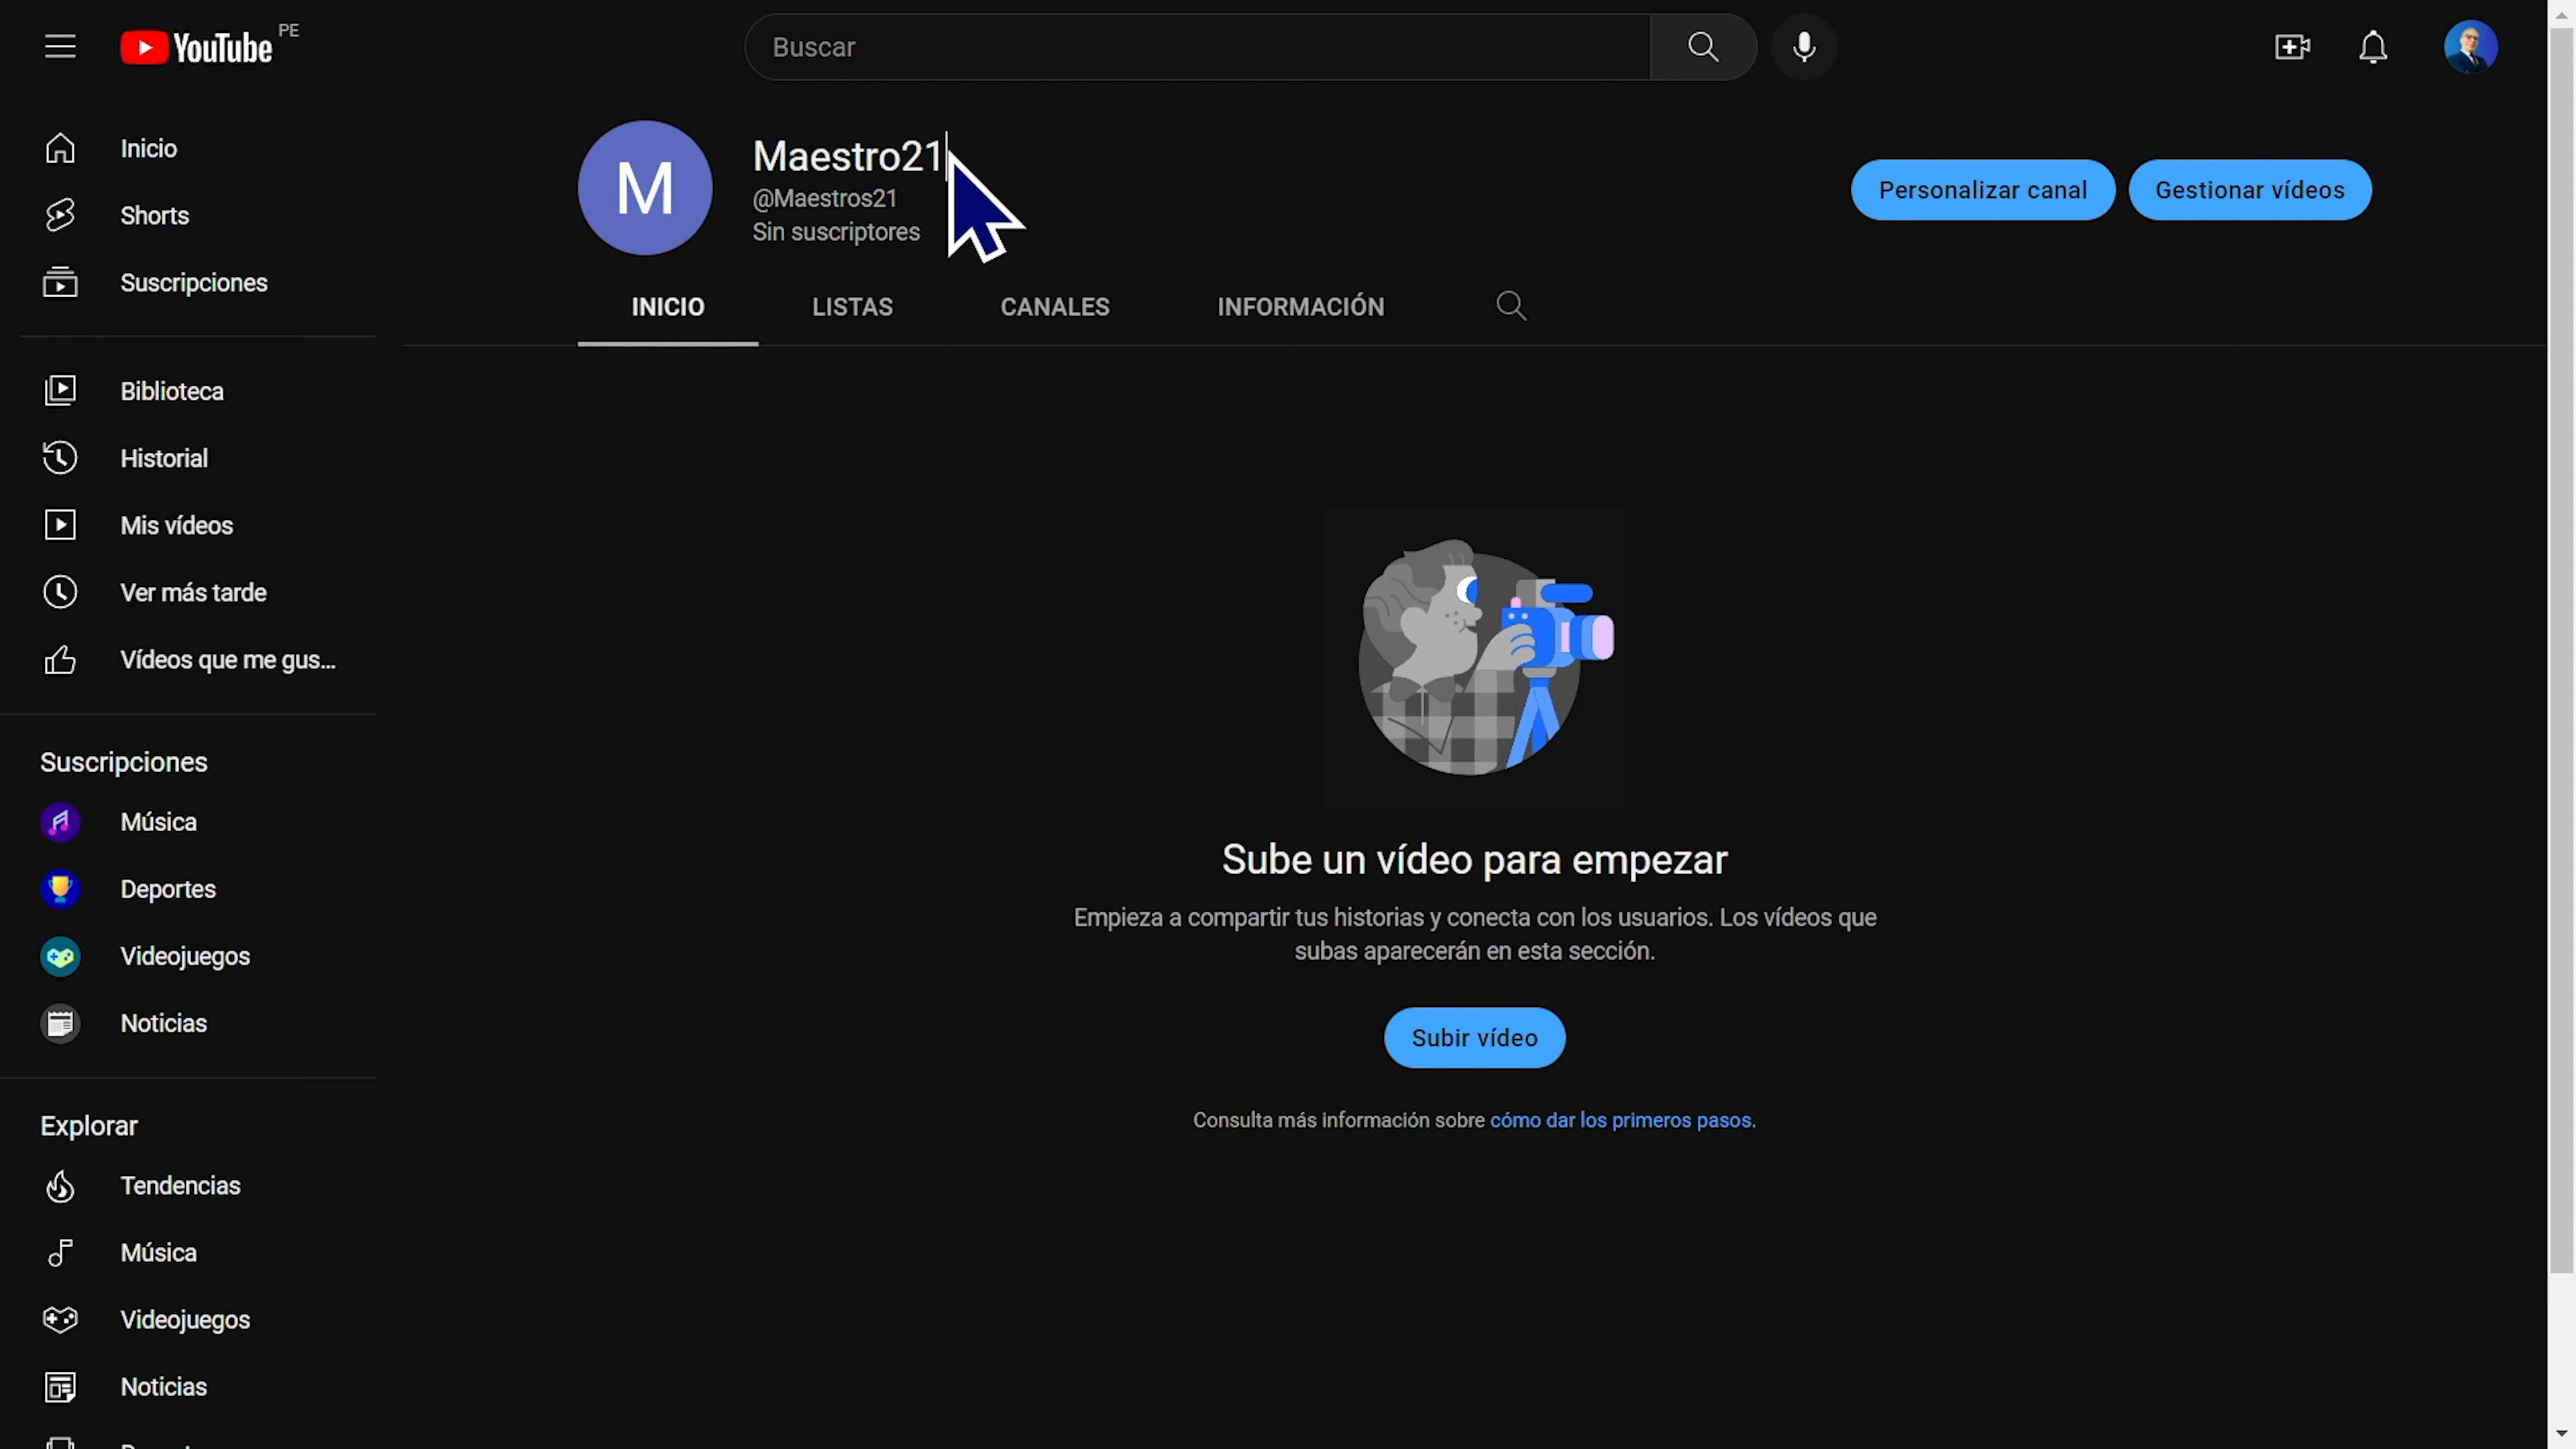 YouTube PE
Buscar
Inicio
Shorts
Suscripciones
Biblioteca
Historial
Mis vídeos
Ver más tarde
Vídeos que me gus...
Suscripciones
Música
Deportes
Videojuegos
Noticias
Explorar
Tendencias
Música
Videojuegos
Noticias
M
Maestro21
@Maestros21
Sin suscriptores
Personalizar canal
Gestionar vídeos
INICIO LISTAS CANALES INFORMACIÓN
Sube un vídeo para empezar
Empieza a compartir tus historias y conecta con los usuarios. Los vídeos que
subas aparecerán en esta sección.
Subir vídeo
Consulta más información sobre cómo dar los primeros pasos.